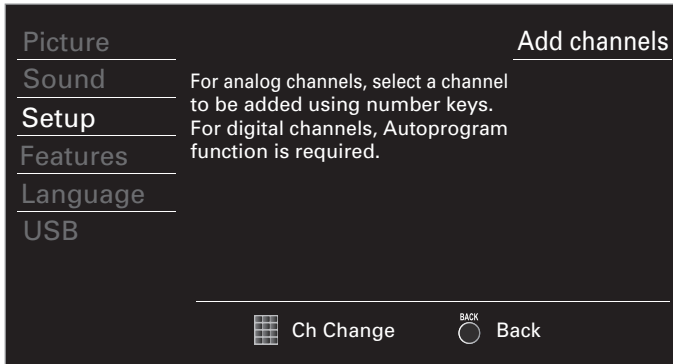 Picture
Sound
Setup
Features
Language
USB
Add channels
For analog channels, select a channel
to be added using number keys.
For digital channels, Autoprogram
function is required.
Ch Change
BACK
Back